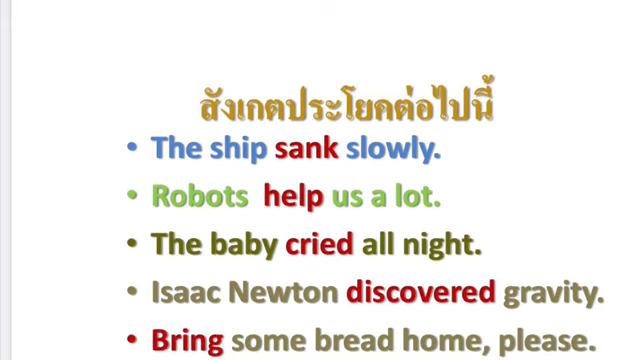 สังเกตประโยคต่อไปนี้
• The ship sank slowly.
• Robots help us a lot.
• The baby cried all night.
• Isaac Newton discovered gravity.
• Bring some bread home, please.